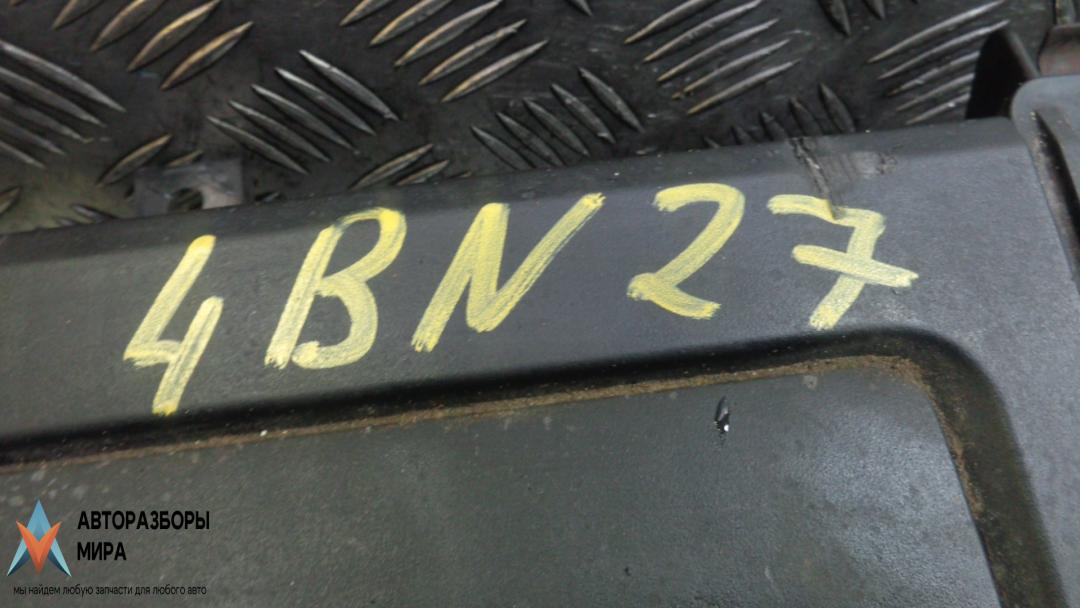 4BN27
АВТОРАЗБОРЫ
МИРА
мы найдем любую запчасти для любого авто